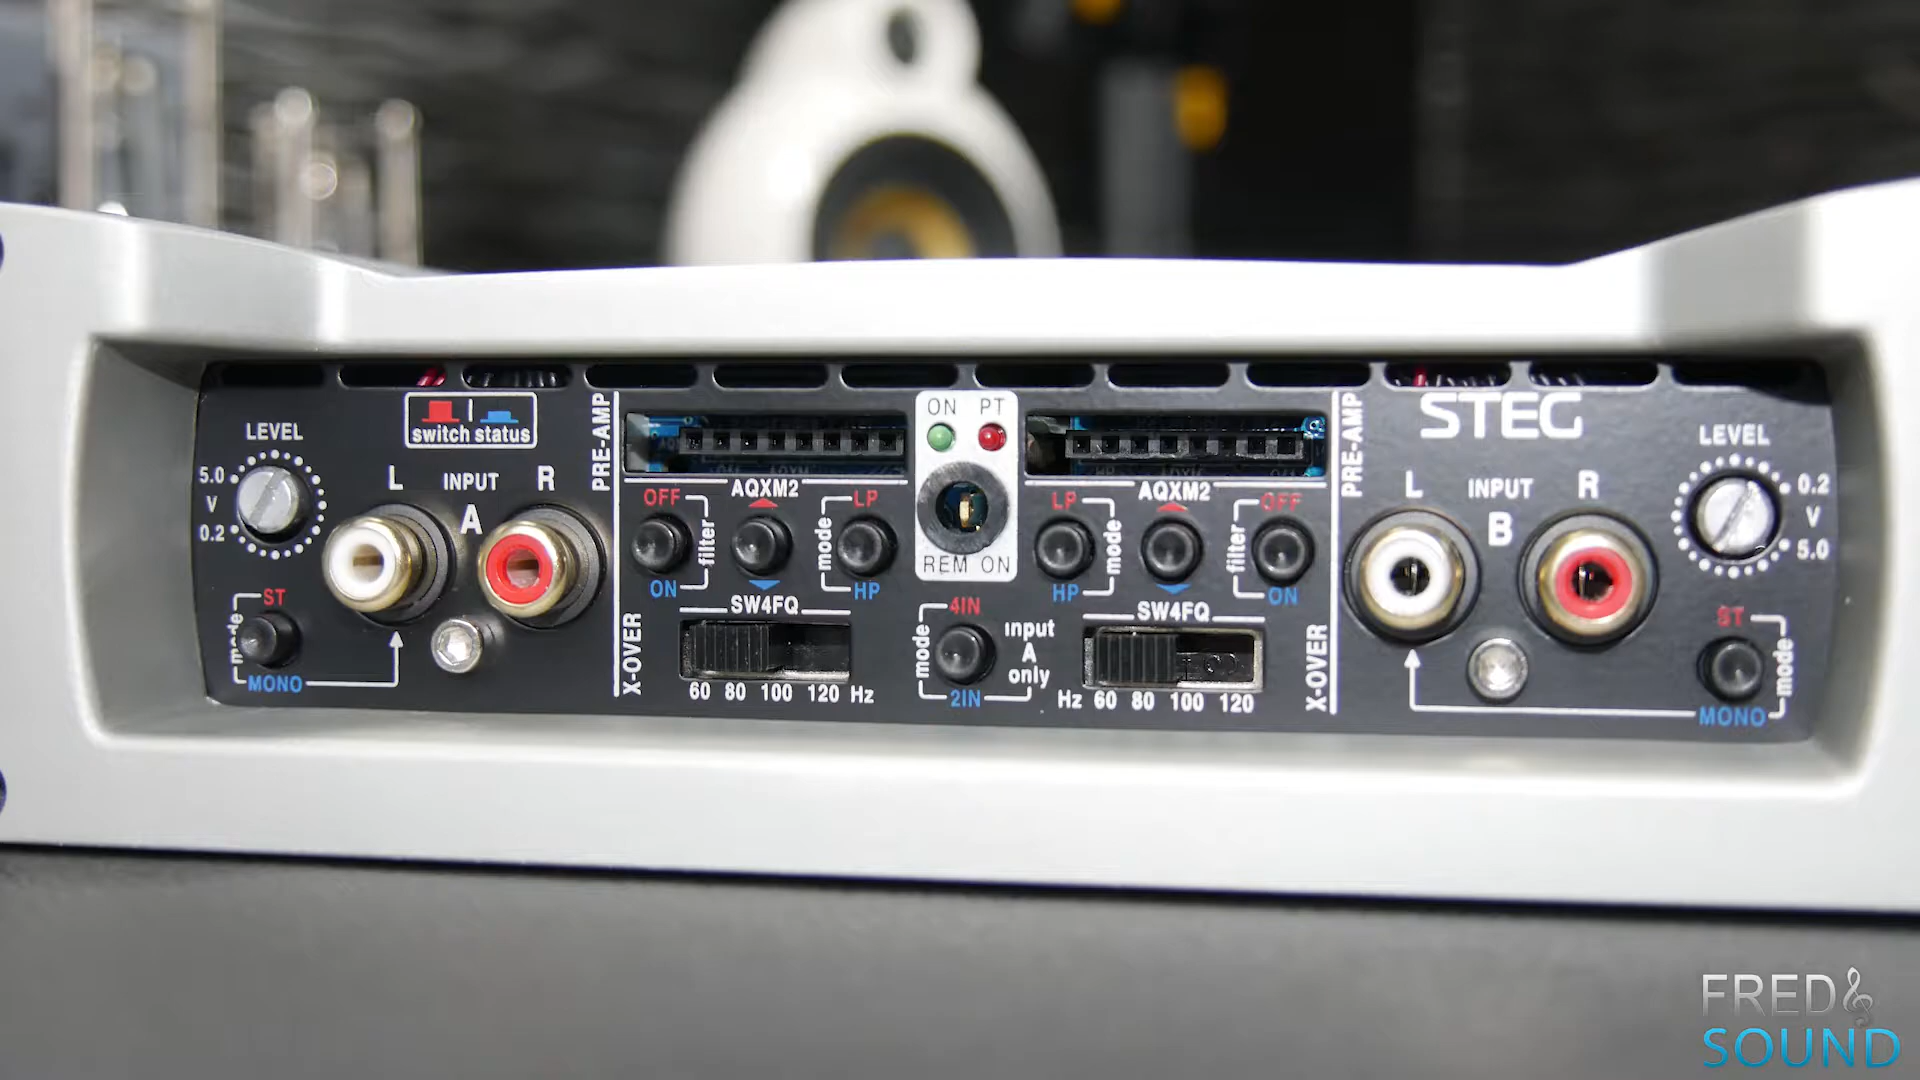 LEVEL
5.0
V
0.2
switch status
L INPUT R
A
ST
mode
MONO
PRE-AMP
X-OVER
AQXM2
OFF
filter
ON
LP
mode
HP
SW4FQ
60 80 100 120 Hz
ON PT
REM ON
4IN
mode
2IN
input
A
only
AQXM2
LP
mode
HP
OFF
filter
ON
SW4FQ
Hz 60 80 100 120
PRE-AMP
X-OVER
STEG
L INPUT R
B
LEVEL
0.2
V
5.0
ST
mode
MONO
FRED
SOUND